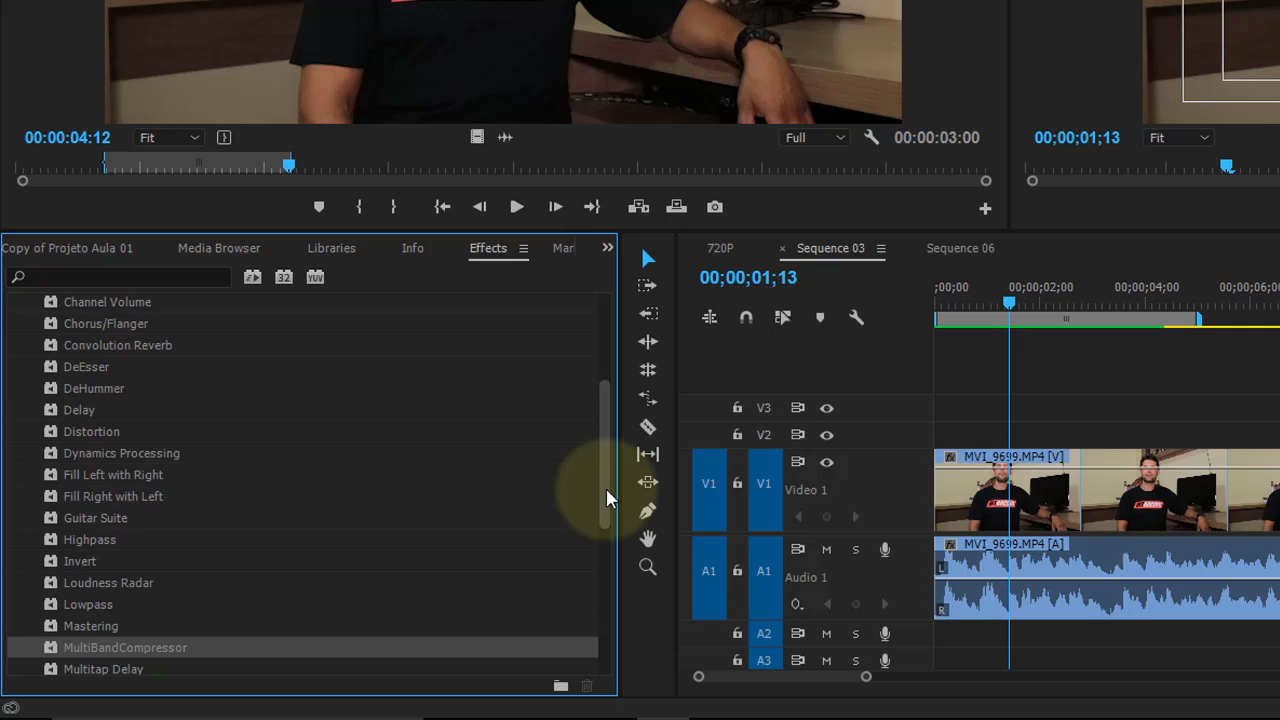 00:00:04:12 Fit Full 00:00:03:00
00;00;01;13 Fit
Copy of Projeto Aula 01 Media Browser Libraries Info Effects Mar
32 YUV
Channel Volume
Chorus/Flanger
Convolution Reverb
DeEsser
DeHummer
Delay
Distortion
Dynamics Processing
Fill Left with Right
Fill Right with Left
Guitar Suite
Highpass
Invert
Loudness Radar
Lowpass
Mastering
MultiBandCompressor
Multitap Delay
720P × Sequence 03 Sequence 06
00;00;01;13
;00;00 00;00;02;00 00;00;04;00 00;00;06;00
V3
V2
V1 V1 Video 1
fx MVI_9699.MP4 [V]
A1 A1 M S Audio 1
fx MVI_9699.MP4 [A]
L
R
A2 M S
A3 M S